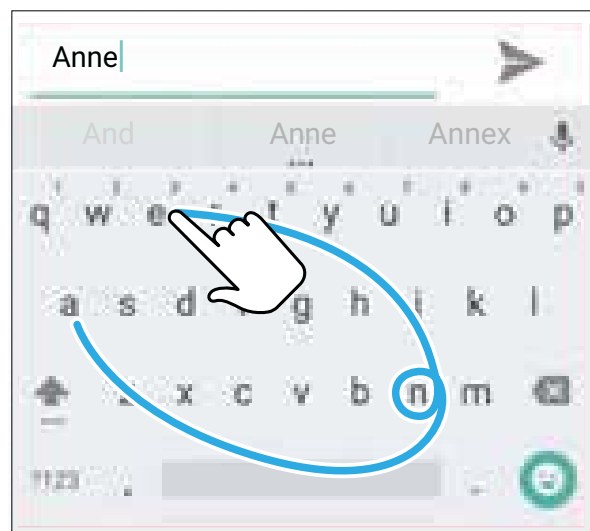 Anne
And Anne Annex
q w e t y u i o p
a s d g h j k l
z x c v b n m
?123 , .